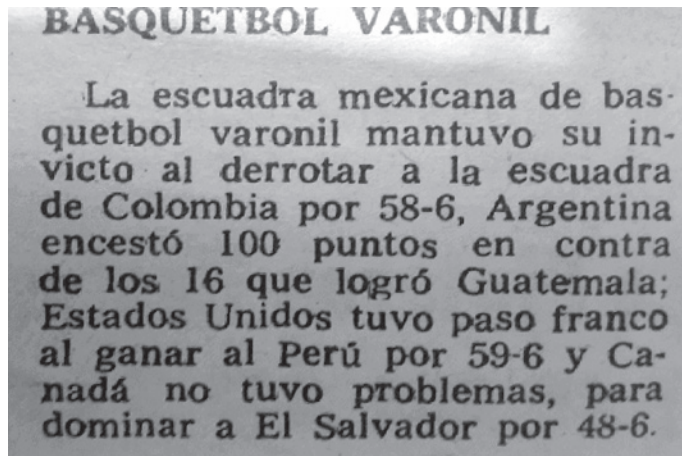 BASQUETBOL VARONIL
La escuadra mexicana de bas-
quetbol varonil mantuvo su in-
victo al derrotar a la escuadra
de Colombia por 58-6, Argentina
encestó 100 puntos en contra
de los 16 que logró Guatemala;
Estados Unidos tuvo paso franco
al ganar al Perú por 59-6 y Ca-
nadá no tuvo problemas, para
dominar a El Salvador por 48-6.